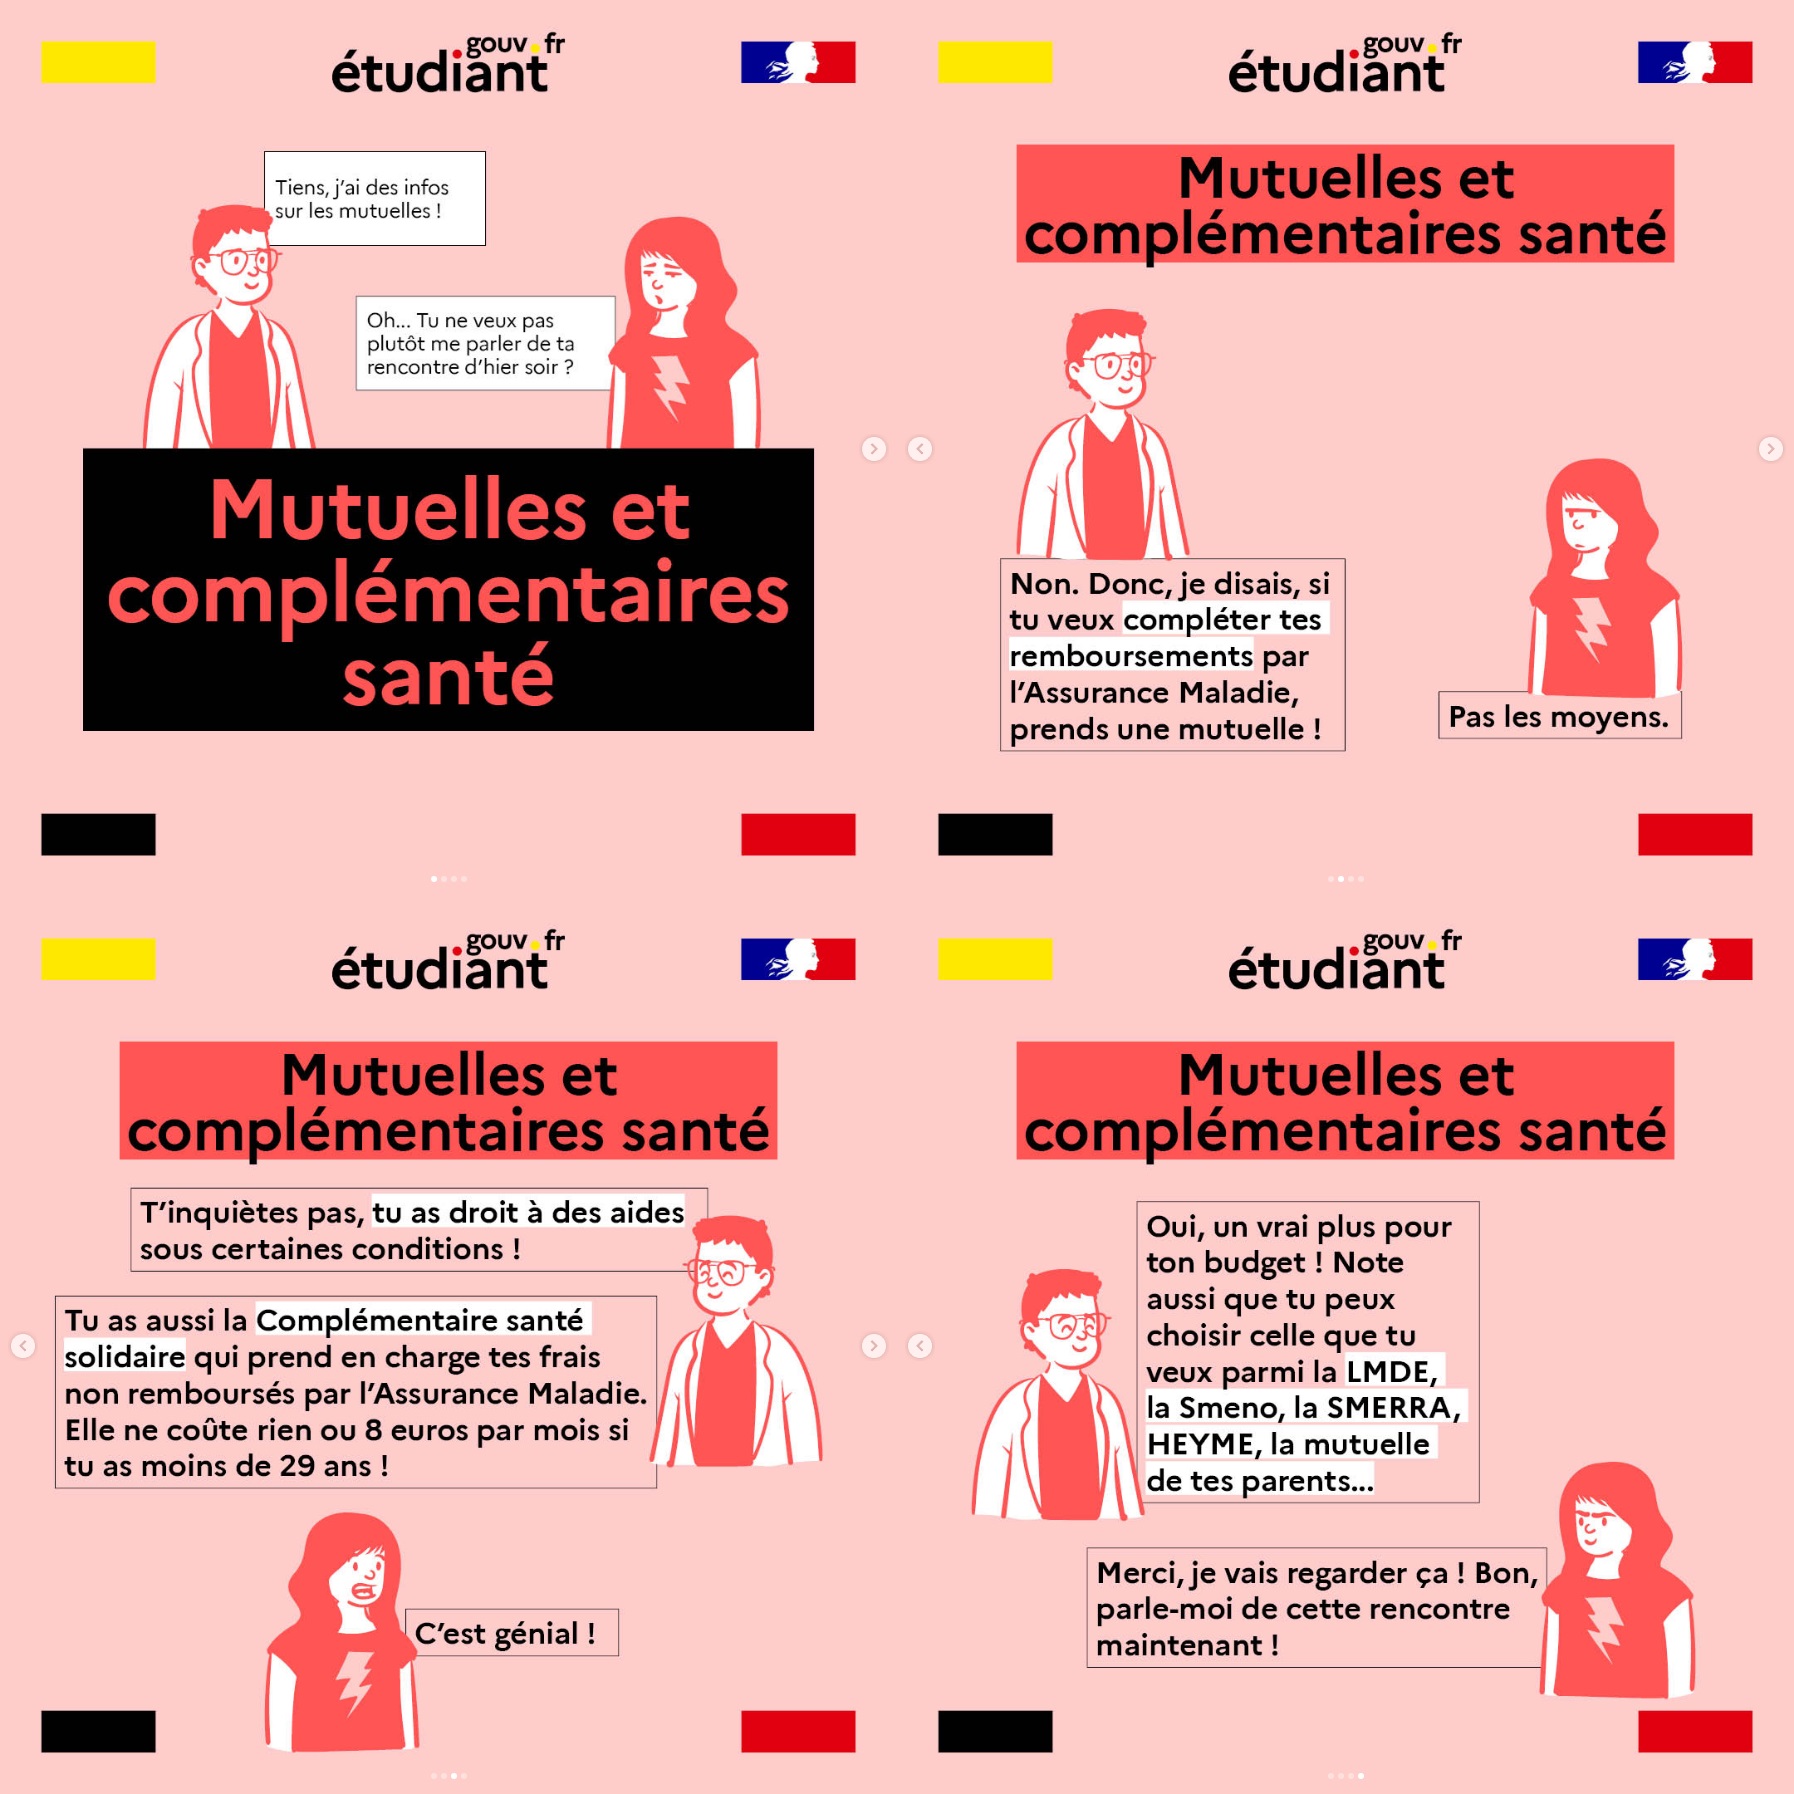 gouv.fr
étudiant
Tiens, j'ai des infos
sur les mutuelles !
Oh... Tu ne veux pas
plutôt me parler de ta
rencontre d'hier soir ?
Mutuelles et
complémentaires
santé
gouv.fr
étudiant
Mutuelles et
complémentaires santé
Non. Donc, je disais, si
tu veux compléter tes
remboursements par
l'Assurance Maladie,
prends une mutuelle !
Pas les moyens.
gouv.fr
étudiant
Mutuelles et
complémentaires santé
T'inquiètes pas, tu as droit à des aides
sous certaines conditions !
Tu as aussi la Complémentaire santé
solidaire qui prend en charge tes frais
non remboursés par l'Assurance Maladie.
Elle ne coûte rien ou 8 euros par mois si
tu as moins de 29 ans !
C'est génial !
gouv.fr
étudiant
Mutuelles et
complémentaires santé
Oui, un vrai plus pour
ton budget ! Note
aussi que tu peux
choisir celle que tu
veux parmi la LMDE,
la Smeno, la SMERRA,
HEYME, la mutuelle
de tes parents...
Merci, je vais regarder ça ! Bon,
parle-moi de cette rencontre
maintenant !